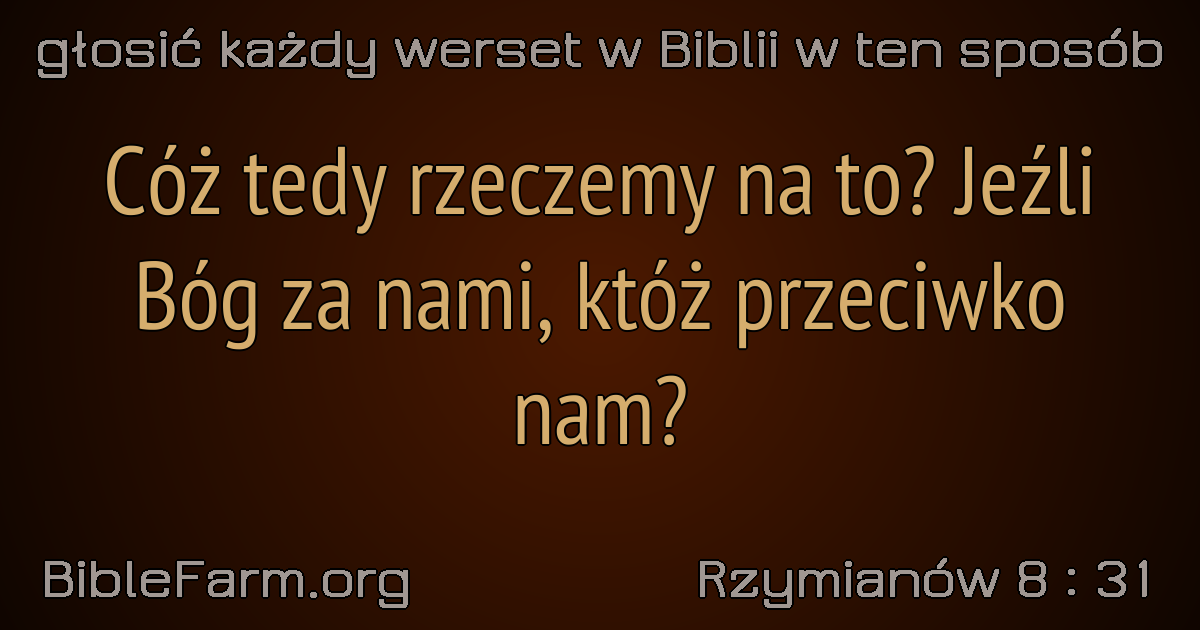 głosić każdy werset w Biblii w ten sposób
Cóż tedy rzeczemy na to? Jeźli
Bóg za nami, któż przeciwko
nam?
BibleFarm.org
Rzymianów 8 : 31